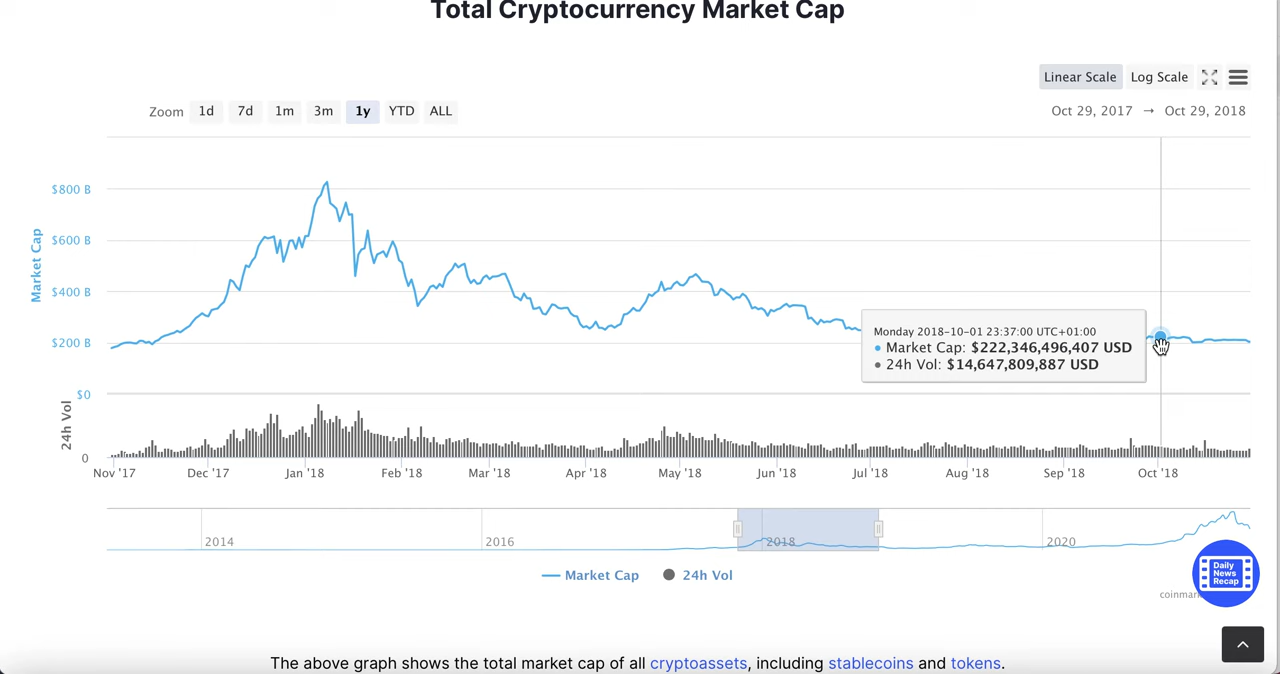 Total Cryptocurrency Market Cap
Linear Scale Log Scale
Zoom 1d 7d 1m 3m 1y YTD ALL
Oct 29, 2017 → Oct 29, 2018
$800 B
$600 B
$400 B
$200 B
$0
Market Cap
24h Vol
0
Monday 2018-10-01 23:37:00 UTC+01:00
● Market Cap: $222,346,496,407 USD
● 24h Vol: $14,647,809,887 USD
Nov '17 Dec '17 Jan '18 Feb '18 Mar '18 Apr '18 May '18 Jun '18 Jul '18 Aug '18 Sep '18 Oct '18
2014 2016 2018 2020
Market Cap 24h Vol
Daily
News
Recap
The above graph shows the total market cap of all cryptoassets, including stablecoins and tokens.